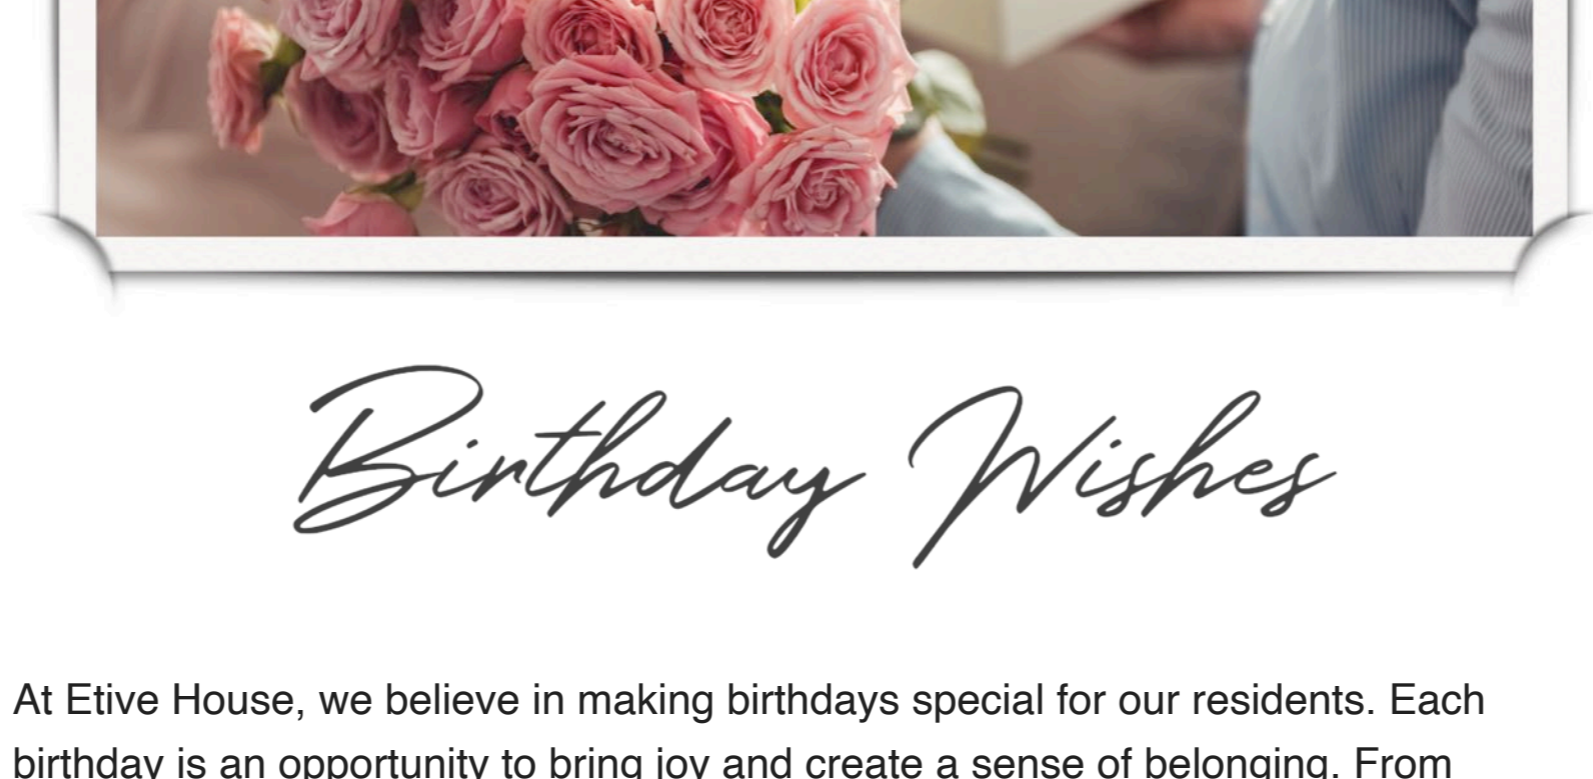 Birthday Wishes
At Etive House, we believe in making birthdays special for our residents. Each
birthday is an opportunity to bring joy and create a sense of belonging. From